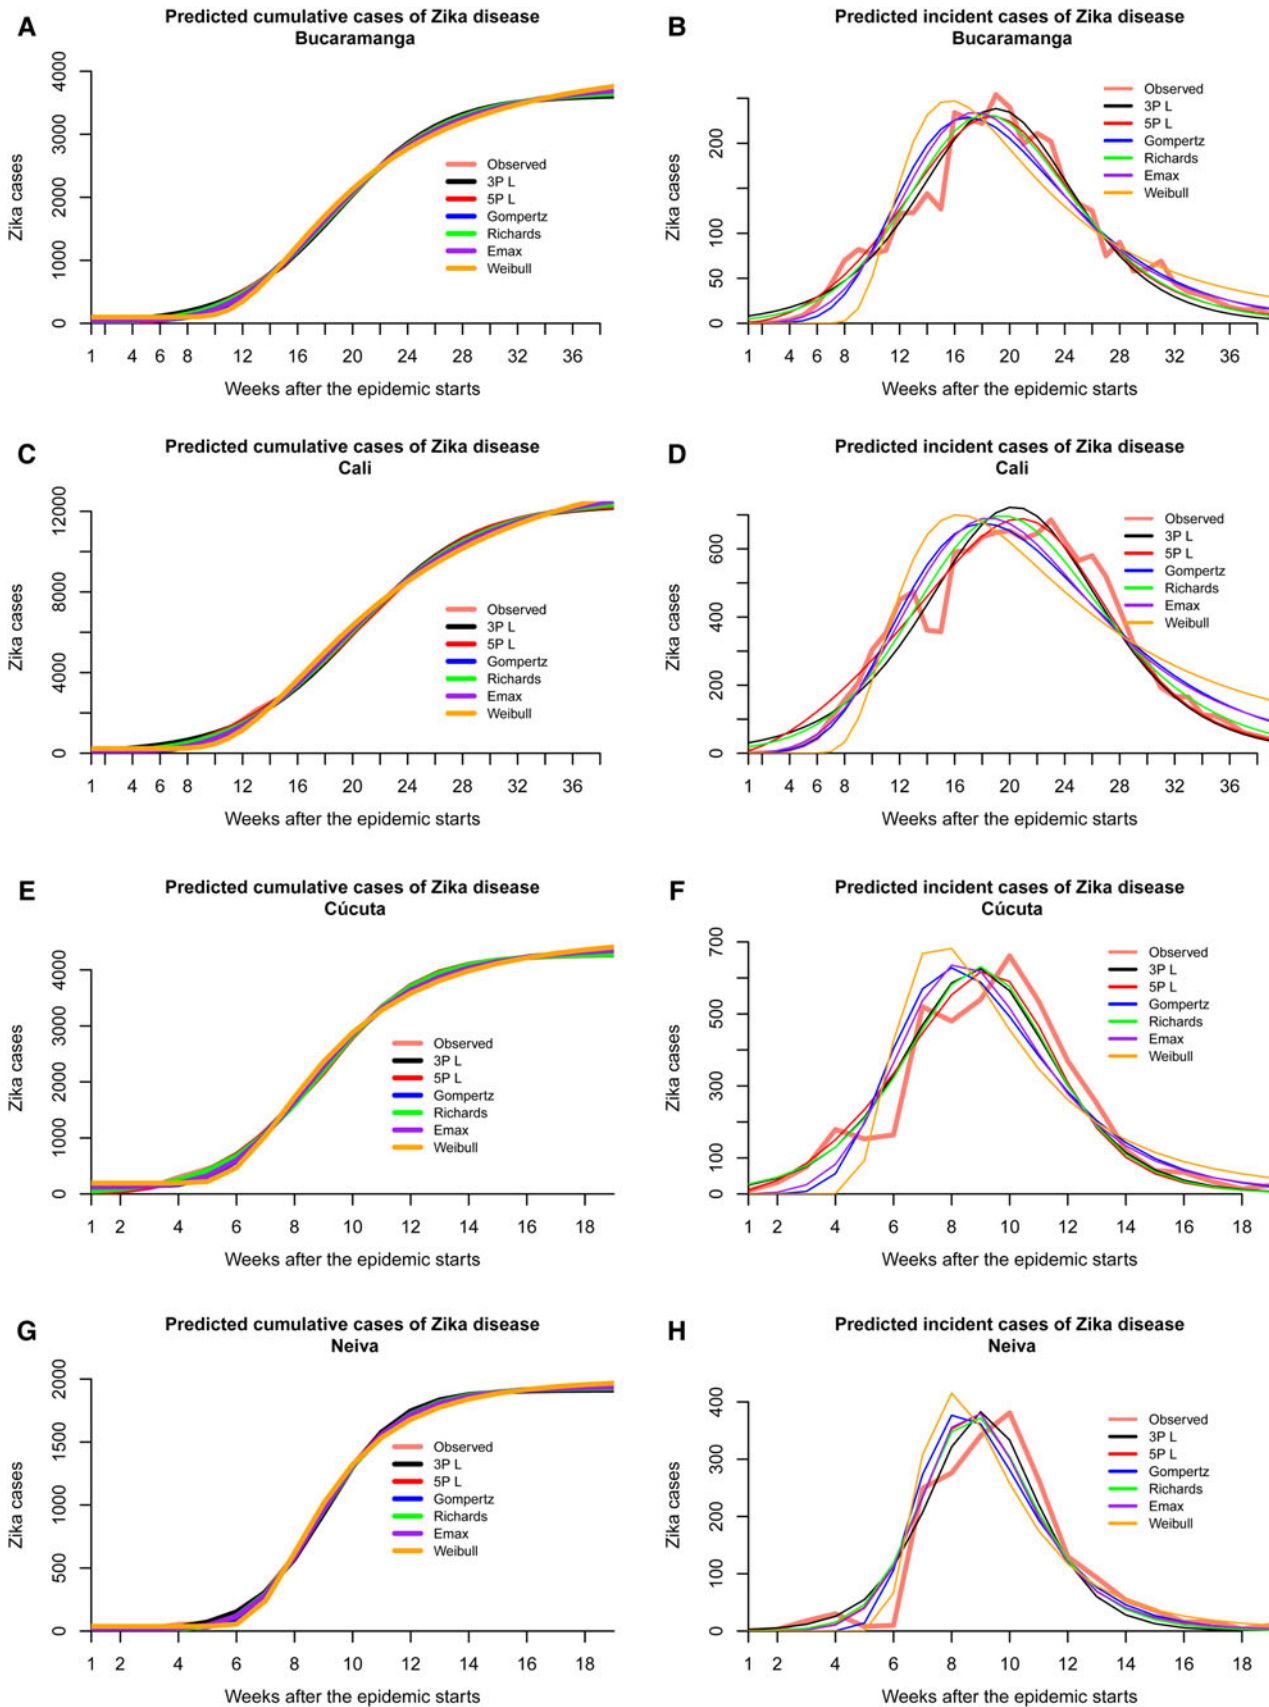 A
Predicted cumulative cases of Zika disease
Bucaramanga
Zika cases
4000
3000
2000
1000
0
Observed
3P L
5P L
Gompertz
Richards
Emax
Weibull
1 4 6 8 12 16 20 24 28 32 36
Weeks after the epidemic starts
B
Predicted incident cases of Zika disease
Bucaramanga
Zika cases
200
100
50
0
Observed
3P L
5P L
Gompertz
Richards
Emax
Weibull
1 4 6 8 12 16 20 24 28 32 36
Weeks after the epidemic starts
C
Predicted cumulative cases of Zika disease
Cali
Zika cases
12000
8000
4000
0
Observed
3P L
5P L
Gompertz
Richards
Emax
Weibull
1 4 6 8 12 16 20 24 28 32 36
Weeks after the epidemic starts
D
Predicted incident cases of Zika disease
Cali
Zika cases
600
400
200
0
Observed
3P L
5P L
Gompertz
Richards
Emax
Weibull
1 4 6 8 12 16 20 24 28 32 36
Weeks after the epidemic starts
E
Predicted cumulative cases of Zika disease
Cúcuta
Zika cases
4000
3000
2000
1000
0
Observed
3P L
5P L
Gompertz
Richards
Emax
Weibull
1 2 4 6 8 10 12 14 16 18
Weeks after the epidemic starts
F
Predicted incident cases of Zika disease
Cúcuta
Zika cases
700
500
300
100
0
Observed
3P L
5P L
Gompertz
Richards
Emax
Weibull
1 2 4 6 8 10 12 14 16 18
Weeks after the epidemic starts
G
Predicted cumulative cases of Zika disease
Neiva
Zika cases
2000
1500
1000
500
0
Observed
3P L
5P L
Gompertz
Richards
Emax
Weibull
1 2 4 6 8 10 12 14 16 18
Weeks after the epidemic starts
H
Predicted incident cases of Zika disease
Neiva
Zika cases
400
300
200
100
0
Observed
3P L
5P L
Gompertz
Richards
Emax
Weibull
1 2 4 6 8 10 12 14 16 18
Weeks after the epidemic starts